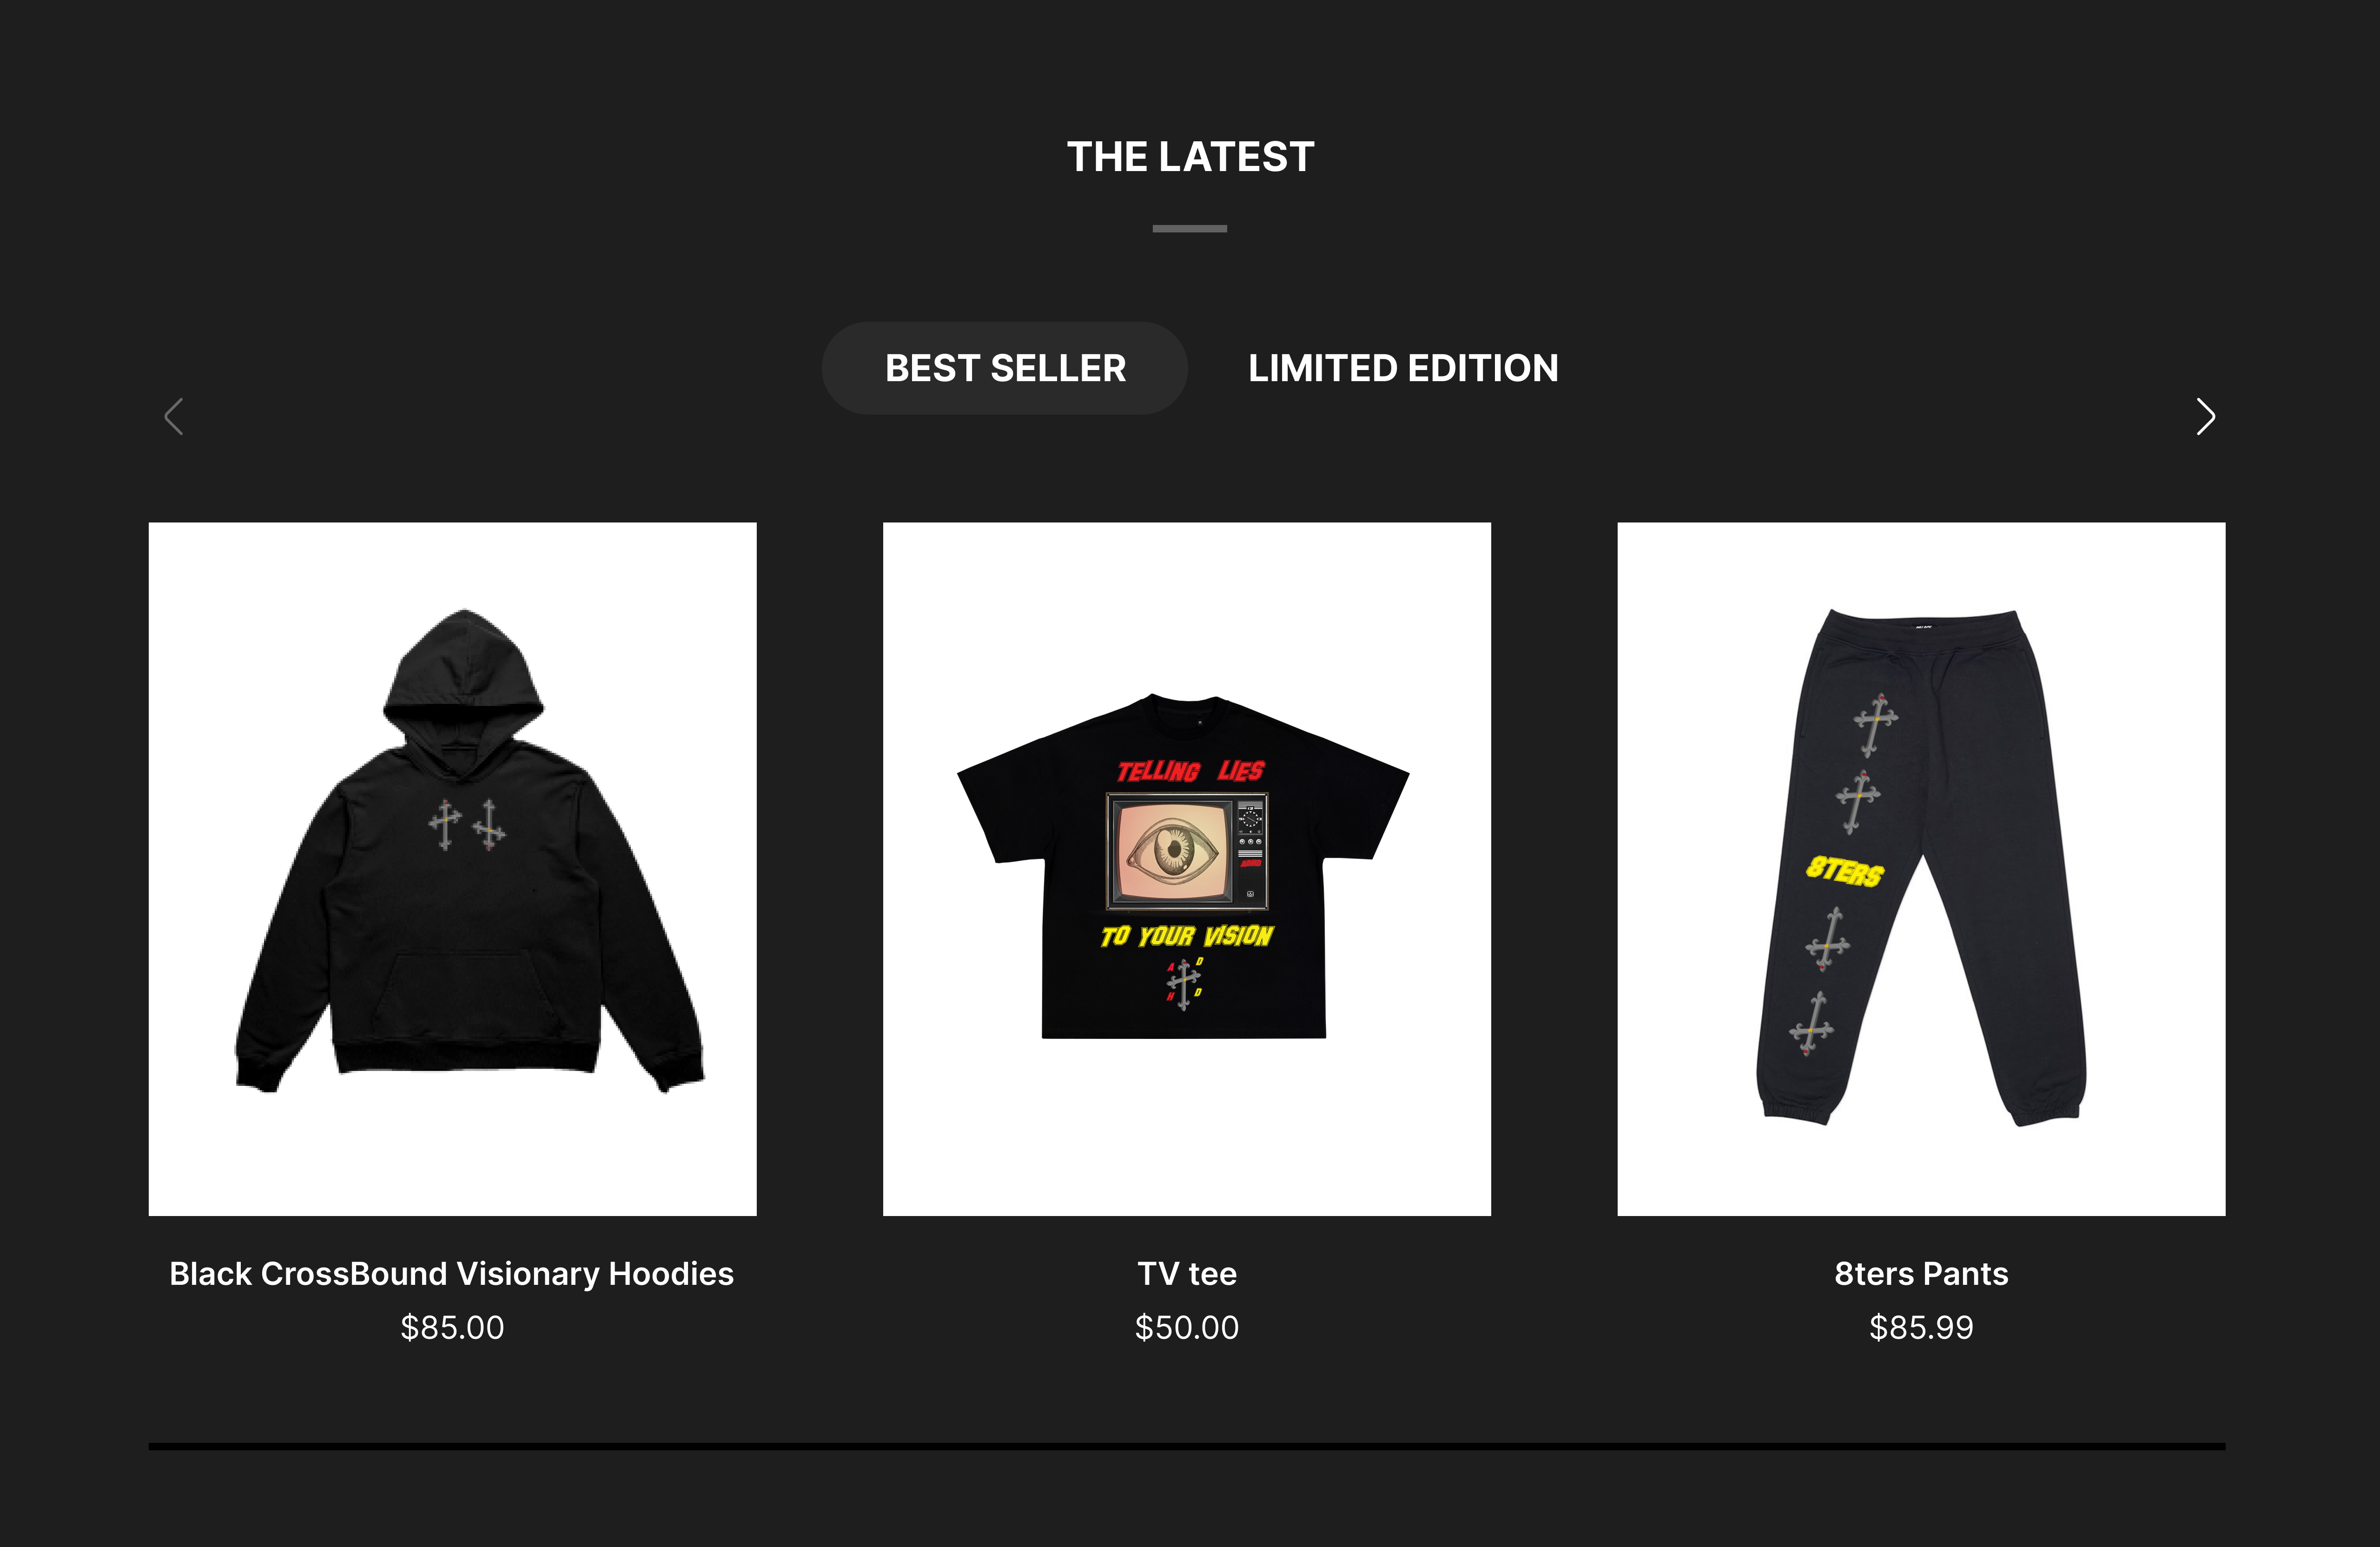 THE LATEST
BEST SELLER
LIMITED EDITION
TELLING LIES
TO YOUR VISION
A D
H D
8TERS
Black CrossBound Visionary Hoodies
$85.00
TV tee
$50.00
8ters Pants
$85.99